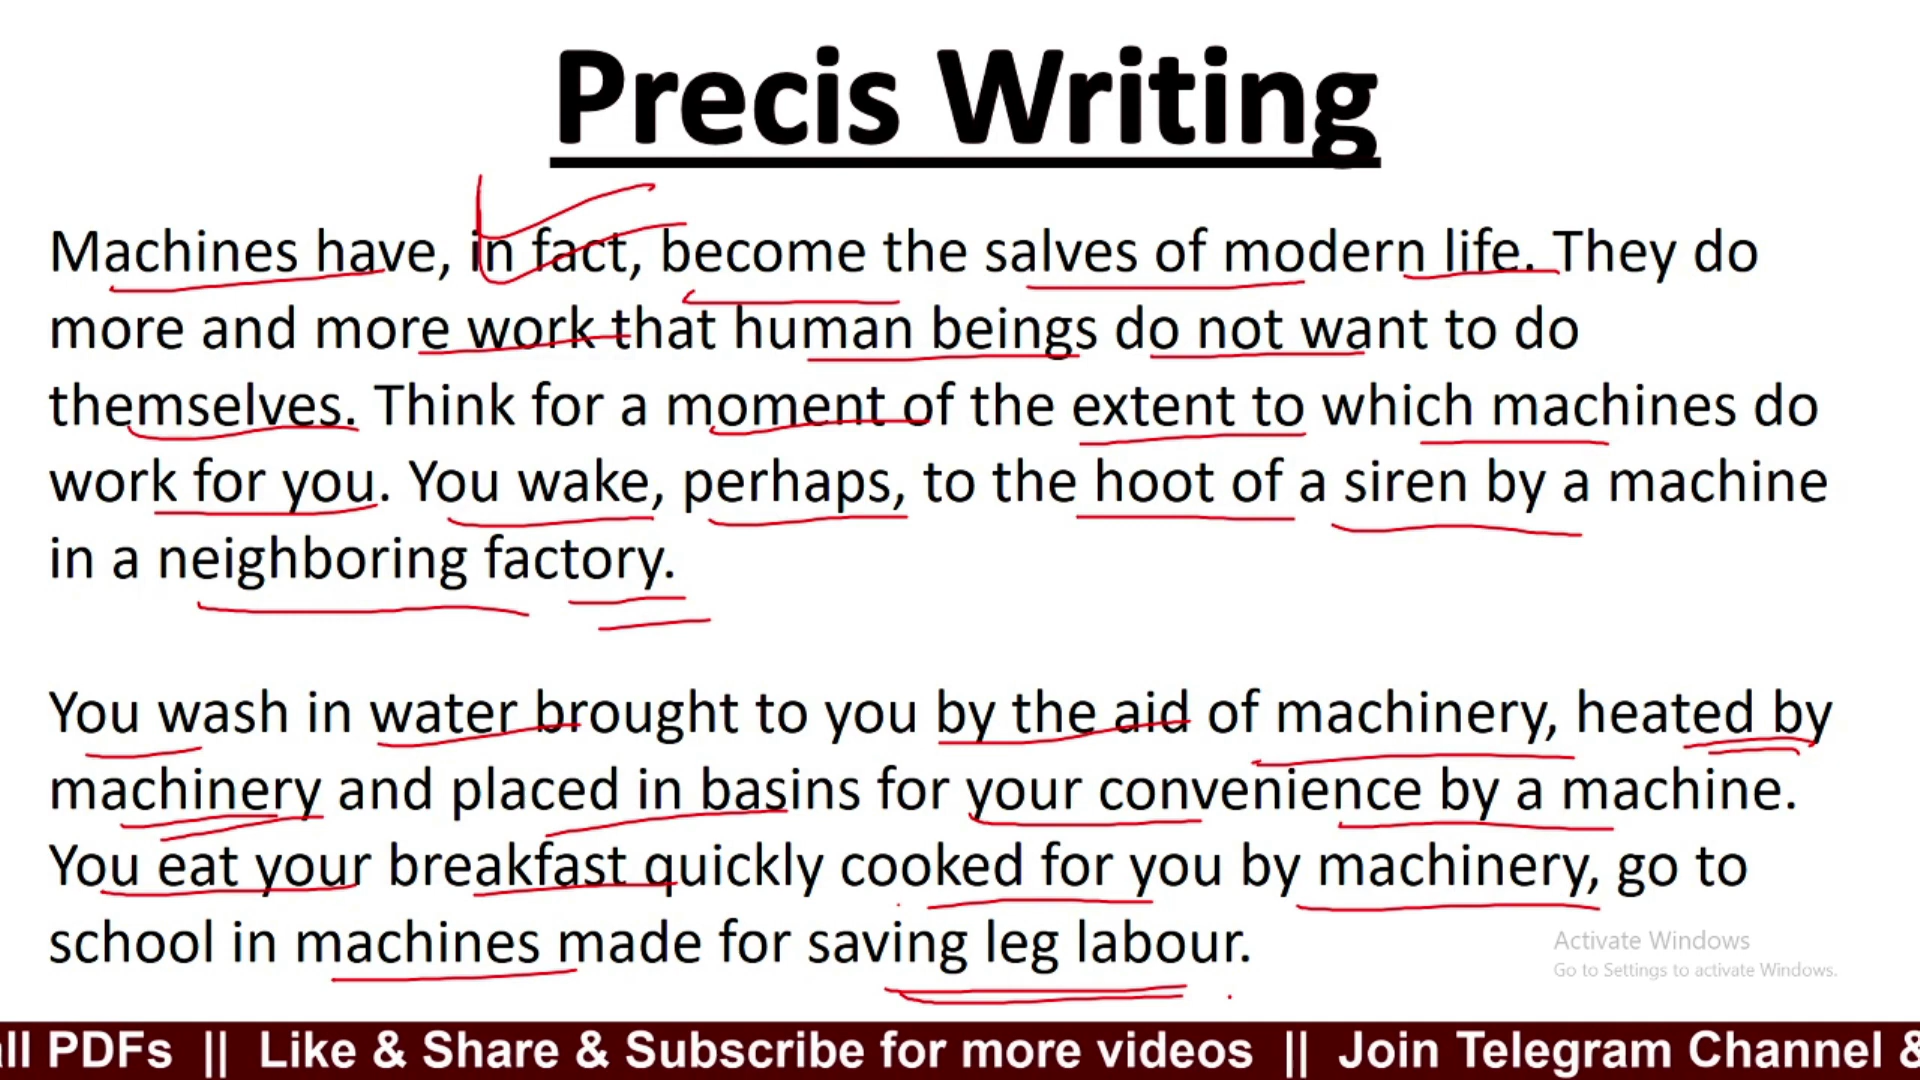 Precis Writing
Machines have, in fact, become the salves of modern life. They do
more and more work that human beings do not want to do
themselves. Think for a moment of the extent to which machines do
work for you. You wake, perhaps, to the hoot of a siren by a machine
in a neighboring factory.
You wash in water brought to you by the aid of machinery, heated by
machinery and placed in basins for your convenience by a machine.
You eat your breakfast quickly cooked for you by machinery, go to
school in machines made for saving leg labour.
Activate Windows
Go to Settings to activate Windows.
all PDFs || Like & Share & Subscribe for more videos || Join Telegram Channel &